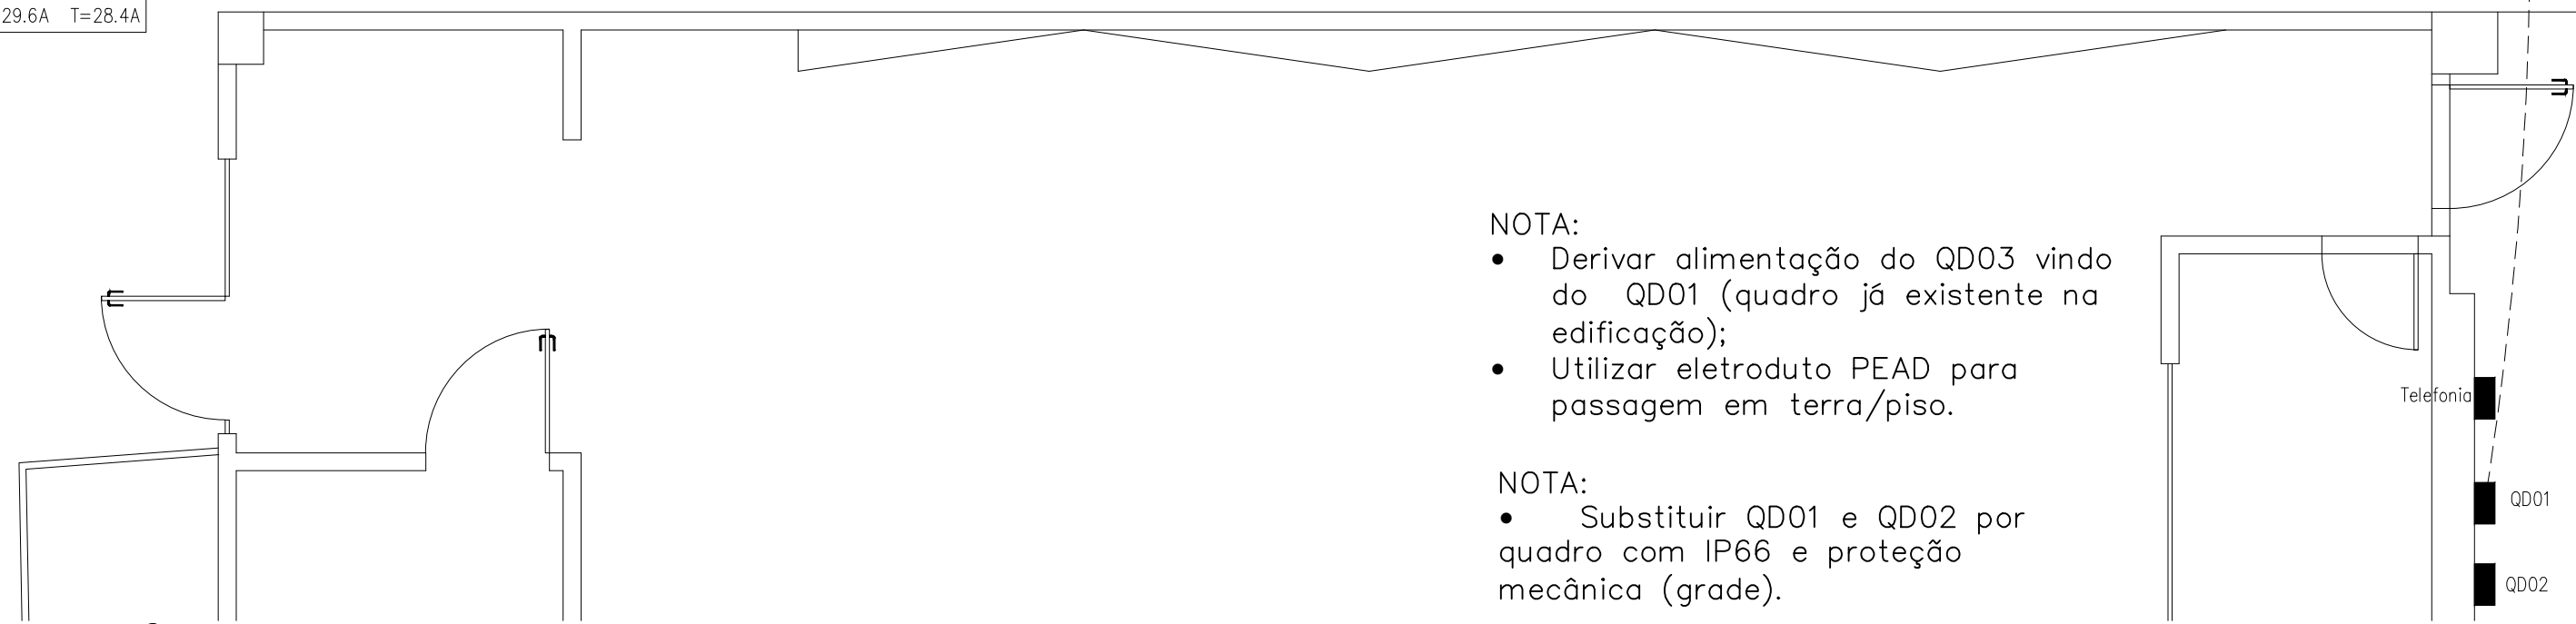 29.6A T=28.4A
NOTA:
• Derivar alimentação do QD03 vindo
do QD01 (quadro já existente na
edificação);
• Utilizar eletroduto PEAD para
passagem em terra/piso.
NOTA:
• Substituir QD01 e QD02 por
quadro com IP66 e proteção
mecânica (grade).
Telefonia
QD01
QD02